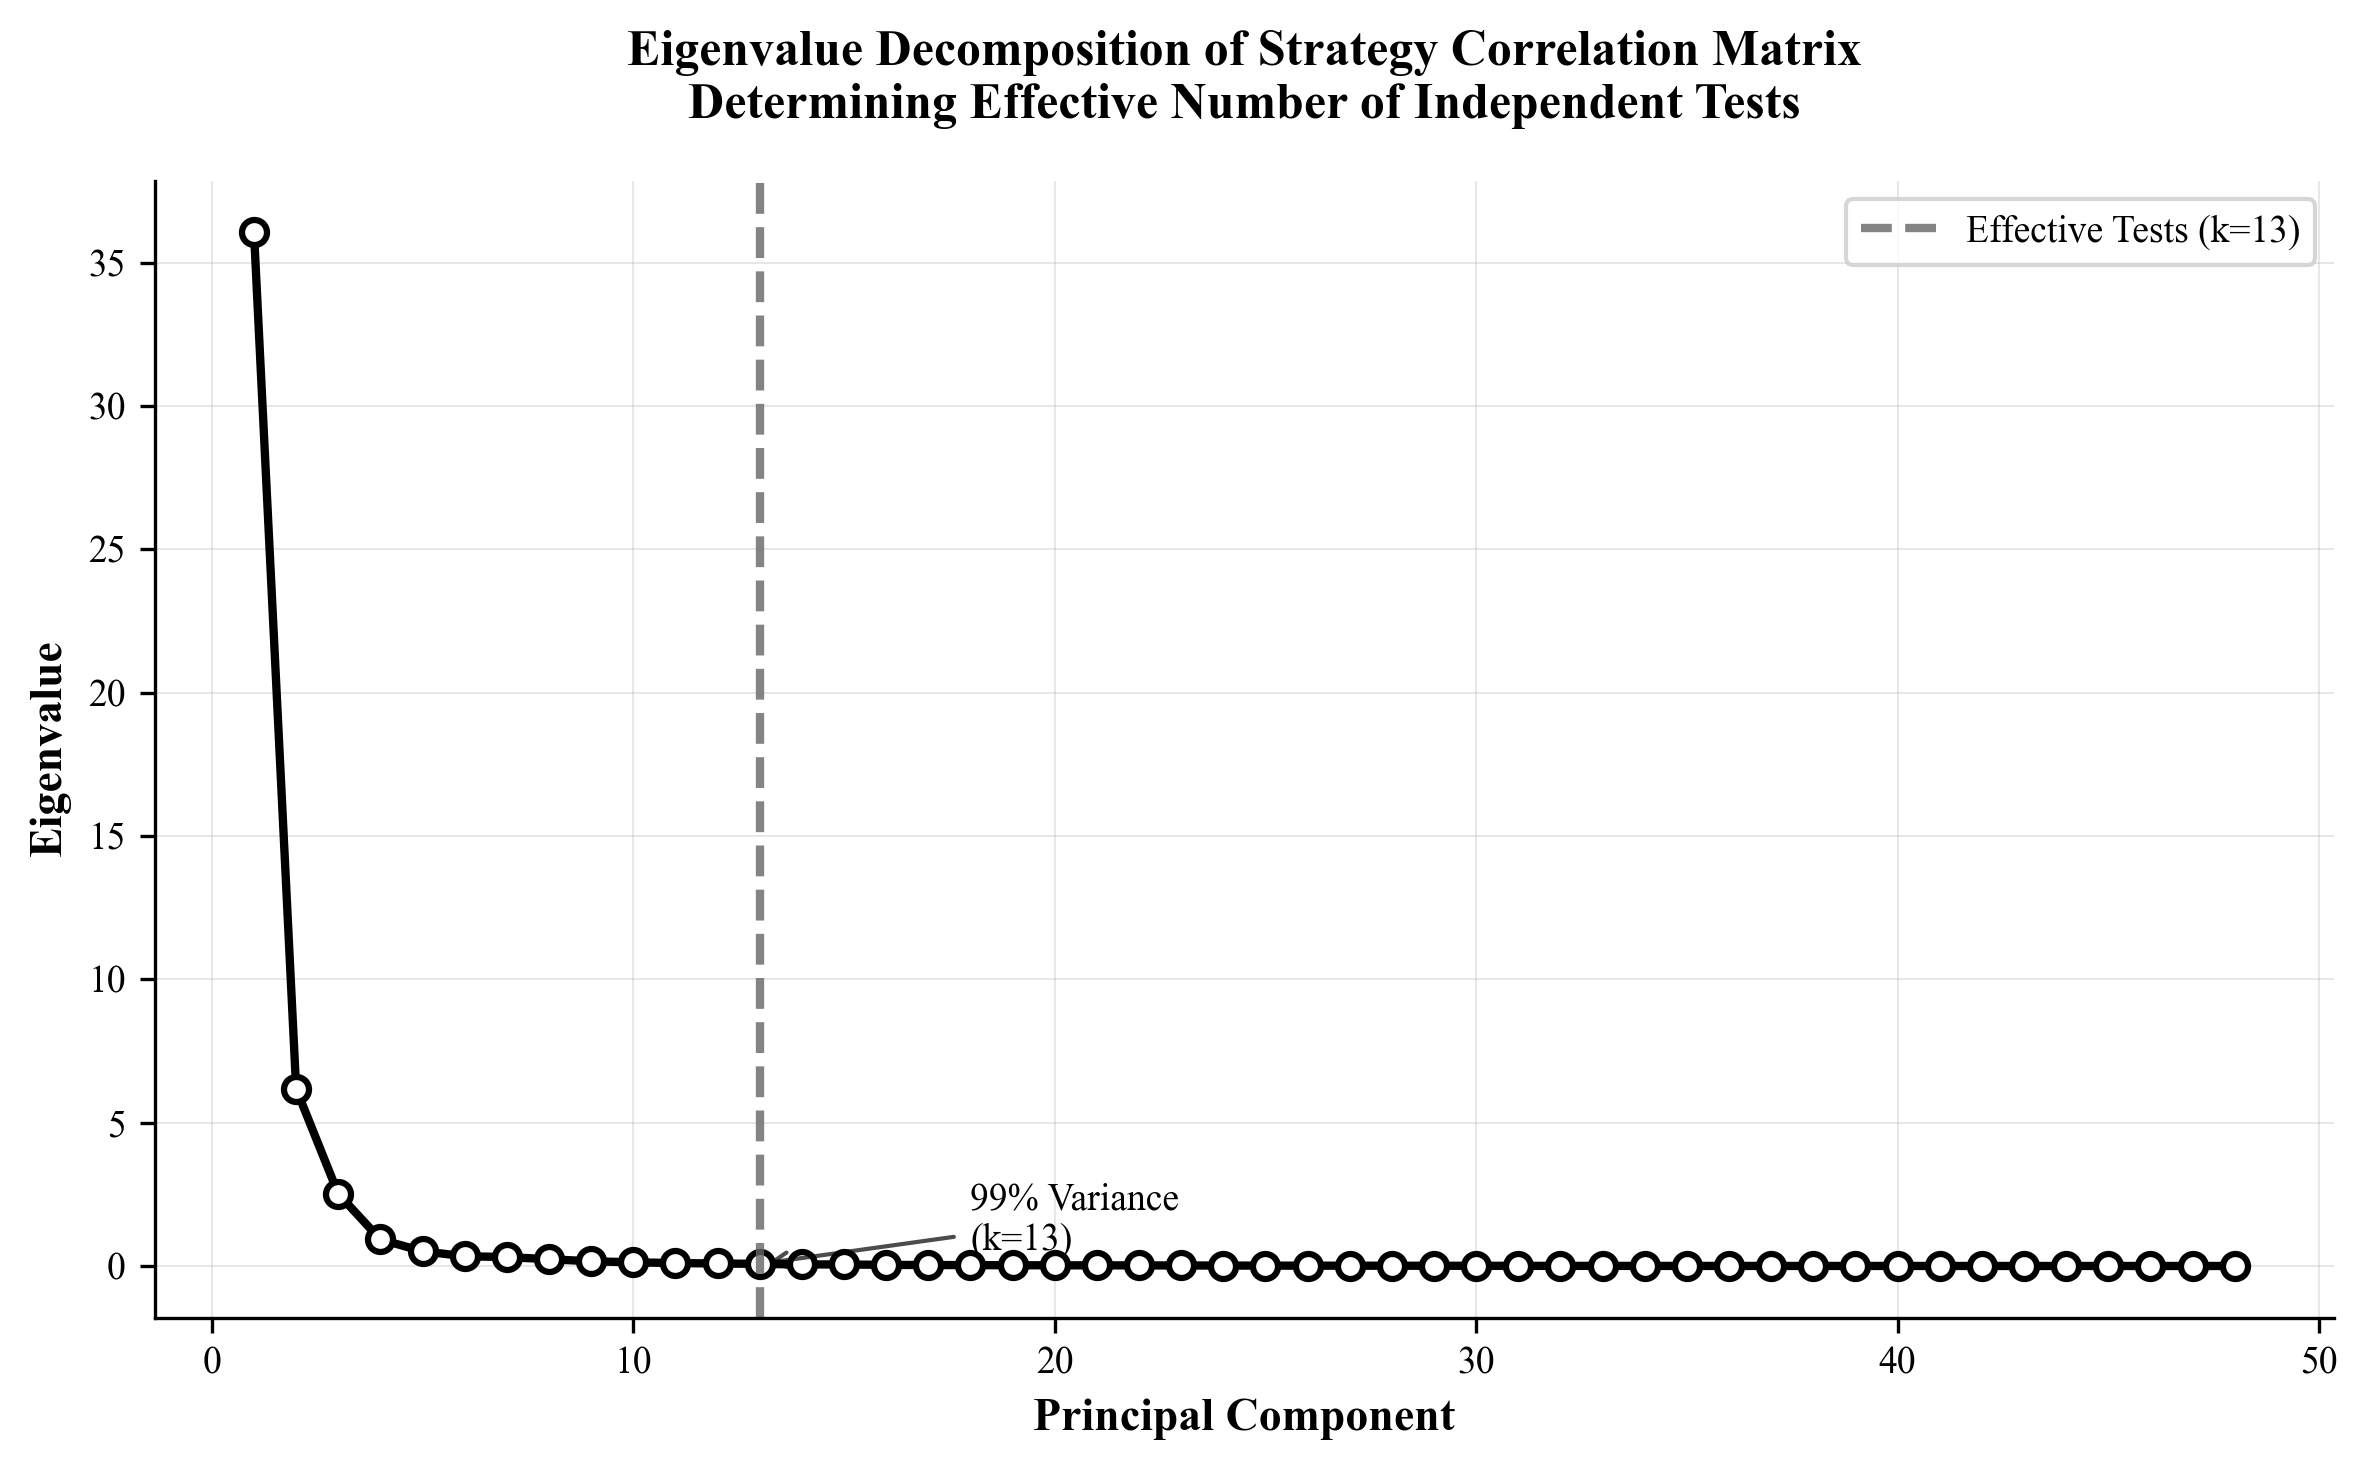 Eigenvalue Decomposition of Strategy Correlation Matrix
Determining Effective Number of Independent Tests
Effective Tests (k=13)
Eigenvalue
35
30
25
20
15
10
5
0
99% Variance
(k=13)
0 10 20 30 40 50
Principal Component